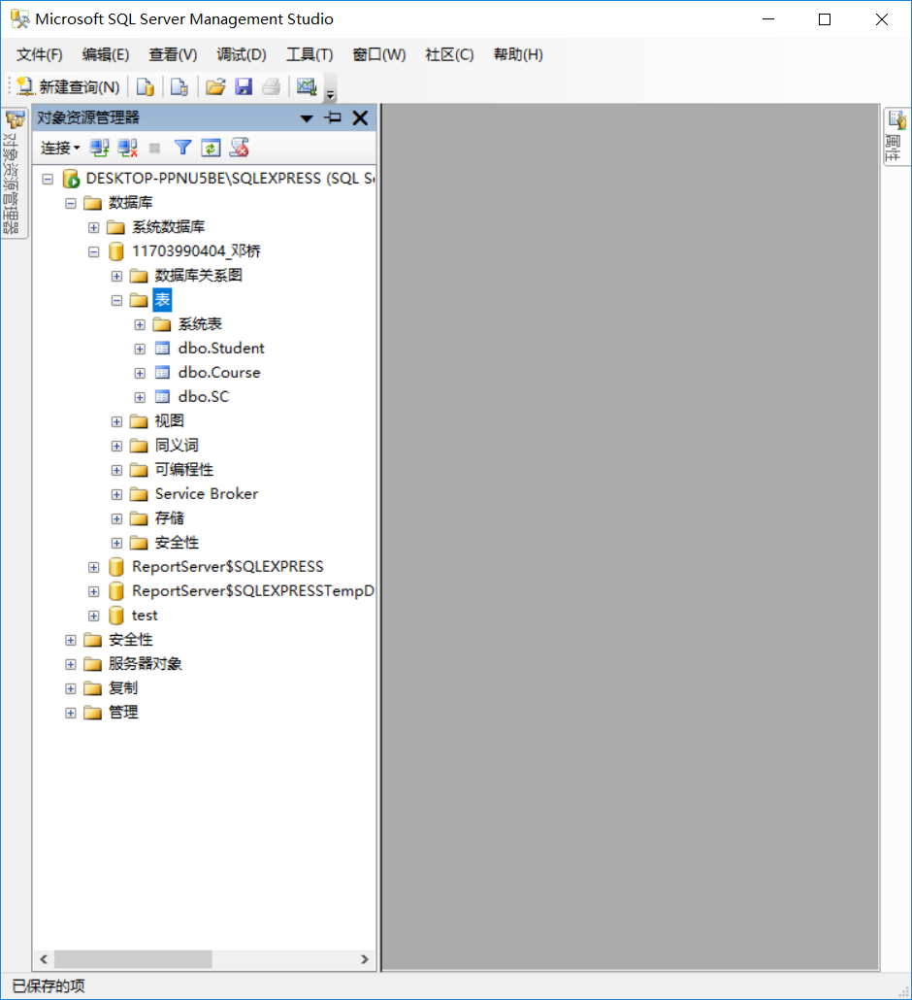 Microsoft SQL Server Management Studio
文件(F) 编辑(E) 查看(V) 调试(D) 工具(T) 窗口(W) 社区(C) 帮助(H)
新建查询(N)
对象资源管理器
对象资源管理器
属性
连接
DESKTOP-PPNU5BE\SQLEXPRESS (SQL Se
数据库
系统数据库
11703990404_邓桥
数据库关系图
表
系统表
dbo.Student
dbo.Course
dbo.SC
视图
同义词
可编程性
Service Broker
存储
安全性
ReportServer$SQLEXPRESS
ReportServer$SQLEXPRESSTempD
test
安全性
服务器对象
复制
管理
已保存的项